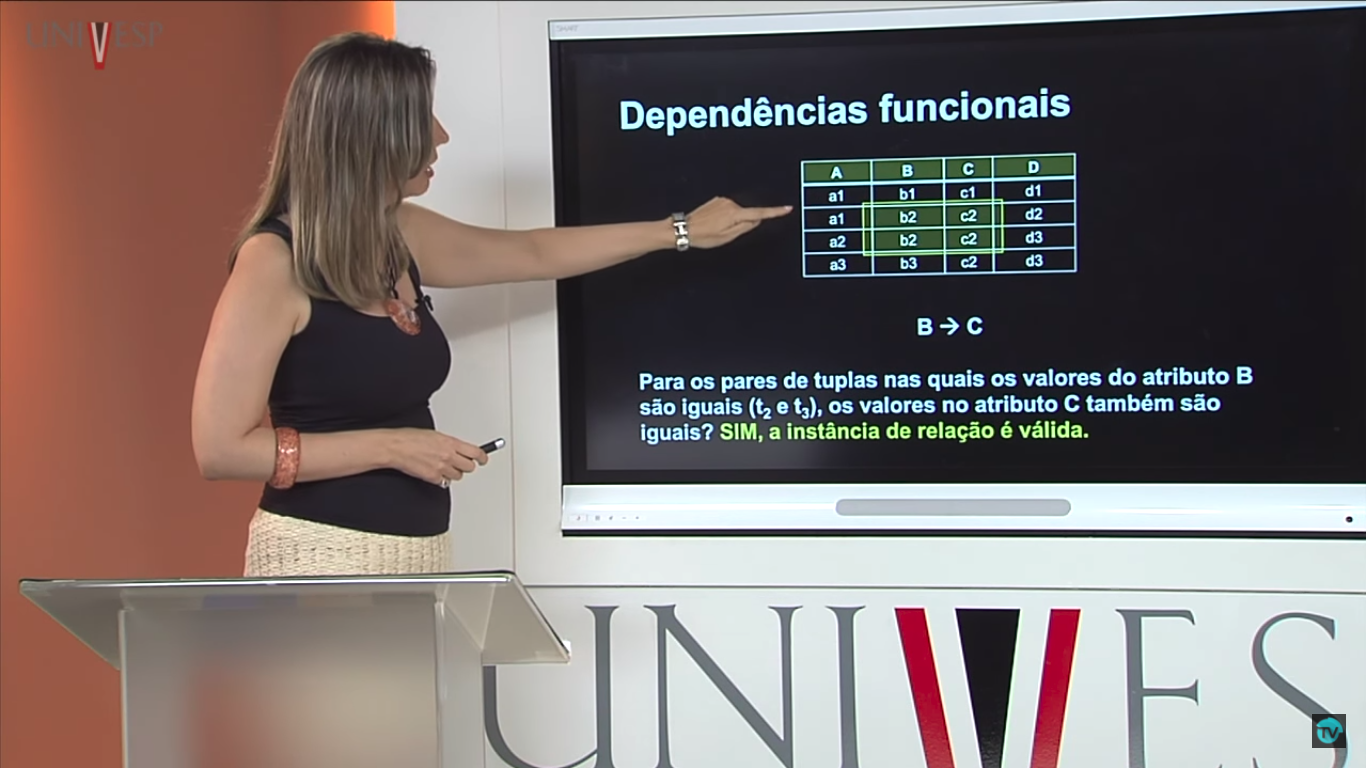 UNIVESP
SMART
Dependências funcionais
A B C D
a1 b1 c1 d1
a1 b2 c2 d2
a2 b2 c2 d3
a3 b3 c2 d3
B → C
Para os pares de tuplas nas quais os valores do atributo B
são iguais (t₂ e t₃), os valores no atributo C também são
iguais? SIM, a instância de relação é válida.
UNIVES
TV